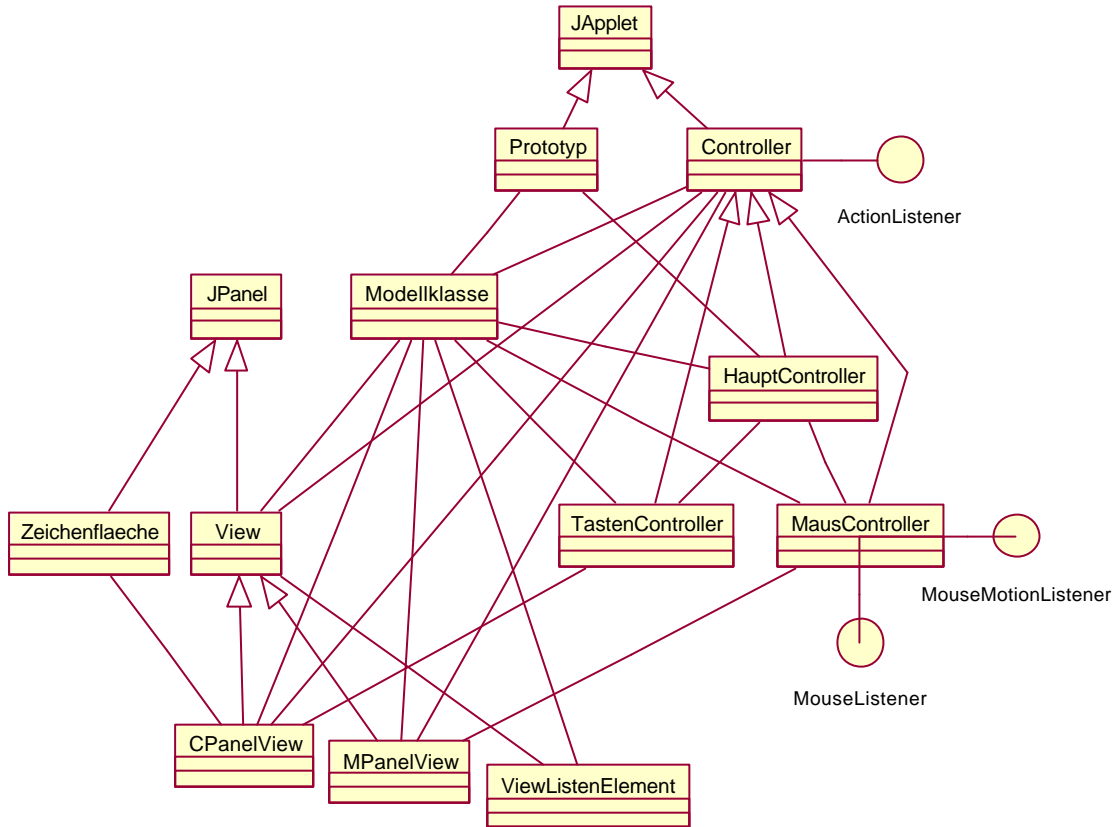 JApplet
Prototyp
Controller
ActionListener
JPanel
Modellklasse
HauptController
Zeichenflaeche
View
TastenController
MausController
MouseMotionListener
MouseListener
CPanelView
MPanelView
ViewListenElement